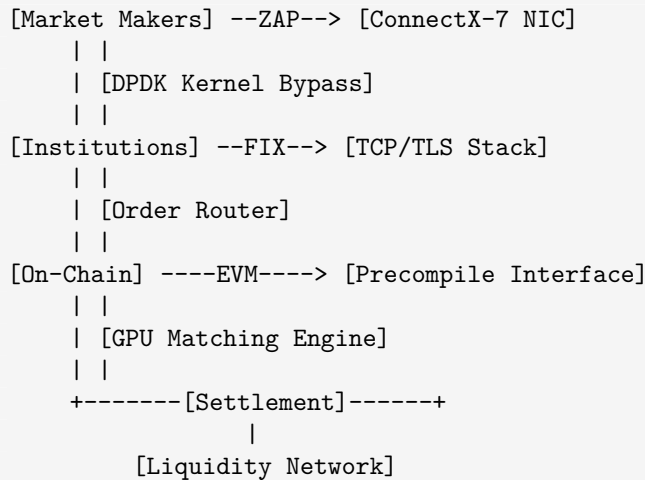 [Market Makers] --ZAP--> [ConnectX-7 NIC]
     | |
     | [DPDK Kernel Bypass]
     | |
[Institutions] --FIX--> [TCP/TLS Stack]
     | |
     | [Order Router]
     | |
[On-Chain] ----EVM----> [Precompile Interface]
     | |
     | [GPU Matching Engine]
     | |
     +-------[Settlement]------+
                  |
          [Liquidity Network]